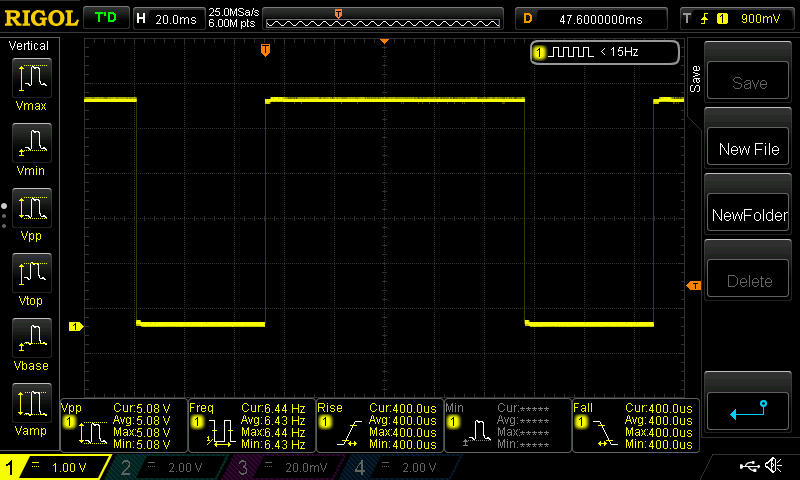 RIGOL T'D H 20.0ms 25.0MSa/s 6.00M pts T D 47.6000000ms T 1 900mV
Vertical
T
1 < 15Hz
Save
Save
Vmax
New File
Vmin
NewFolder
Vpp
Delete
T
Vtop
1
Vbase
Vamp
Vpp Cur:5.08 V Freq Cur:6.44 Hz Rise Cur:400.0us Min Cur:***** Fall Cur:400.0us
1 Avg:5.08 V 1 Avg:6.43 Hz 1 Avg:400.0us 1 Avg:***** 1 Avg:400.0us
Max:5.08 V Max:6.44 Hz Max:400.0us Max:***** Max:400.0us
Min:5.08 V Min:6.43 Hz Min:400.0us Min:***** Min:400.0us
1 1.00 V 2 2.00 V 3 20.0mV 4 2.00 V